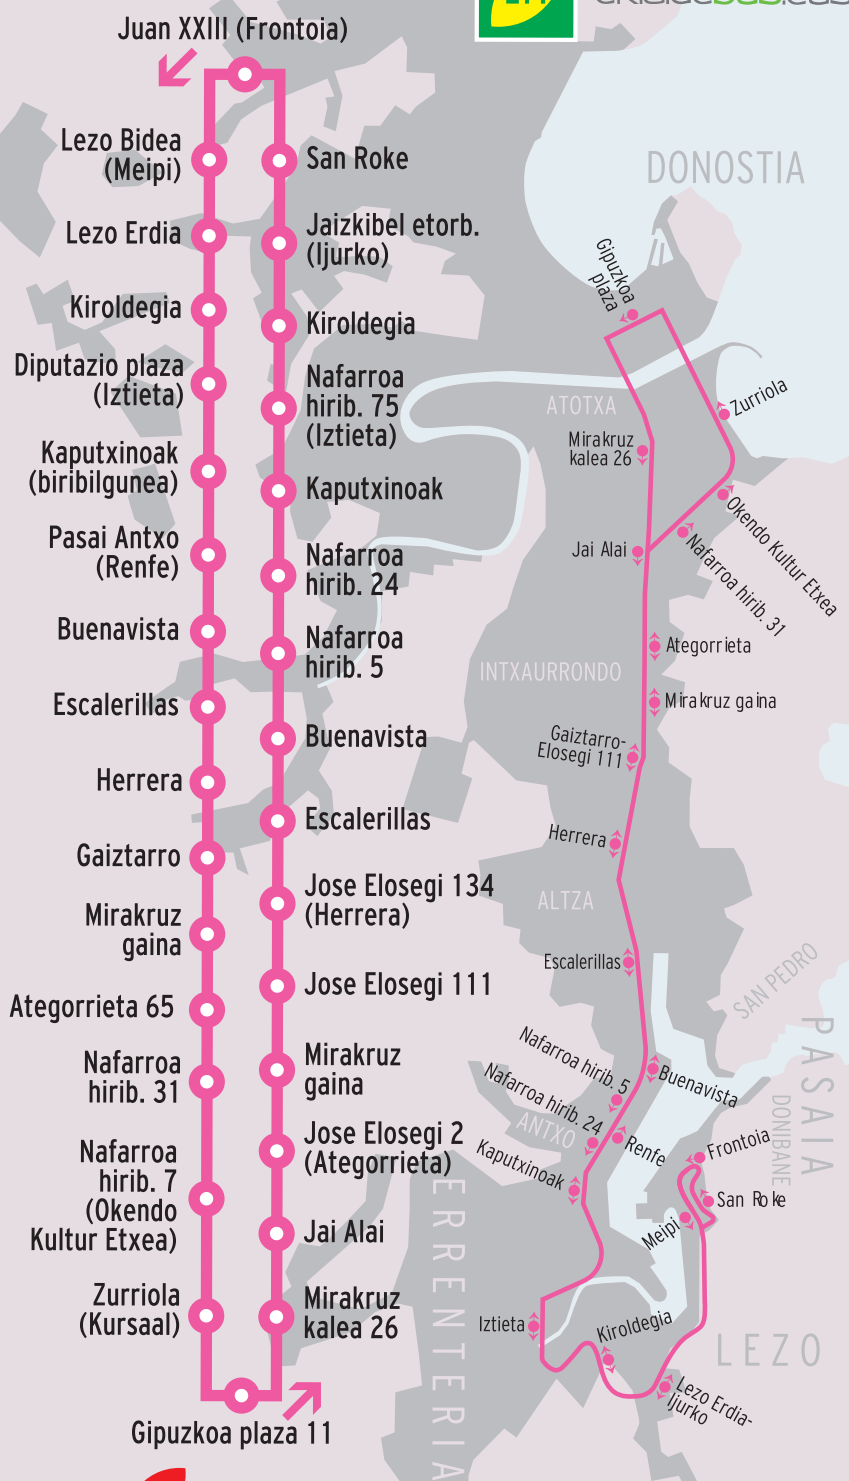 Juan XXIII (Frontoia)
Lezo Bidea
(Meipi)
Lezo Erdia
Kiroldegia
Diputazio plaza
(Iztieta)
Kaputxinoak
(biribilgunea)
Pasai Antxo
(Renfe)
Buenavista
Escalerillas
Herrera
Gaiztarro
Mirakruz
gaina
Ategorrieta 65
Nafarroa
hirib. 31
Nafarroa
hirib. 7
(Okendo
Kultur Etxea)
Zurriola
(Kursaal)
Gipuzkoa plaza 11
San Roke
Jaizkibel etorb.
(Ijurko)
Kiroldegia
Nafarroa
hirib. 75
(Iztieta)
Kaputxinoak
Nafarroa
hirib. 24
Nafarroa
hirib. 5
Buenavista
Escalerillas
Jose Elosegi 134
(Herrera)
Jose Elosegi 111
Mirakruz
gaina
Jose Elosegi 2
(Ategorrieta)
Jai Alai
Mirakruz
kalea 26
DONOSTIA
Gipuzkoa
plaza
Zurriola
ATOTXA
Mirakruz
kalea 26
Okendo Kultur Etxea
Nafarroa hirib. 31
Jai Alai
Ategorrieta
INTXAURRONDO
Mirakruz gaina
Gaiztarro-
Elosegi 111
Herrera
ALTZA
Escalerillas
SAN PEDRO
PASAIA
DONIBANE
Nafarroa hirib. 5
Buenavista
Nafarroa hirib. 24
ANTXO
Renfe
Kaputxinoak
Frontoia
San Roke
Meipi
ERRENTERIA
Iztieta
Kiroldegia
LEZO
Lezo Erdia-
Ijurko